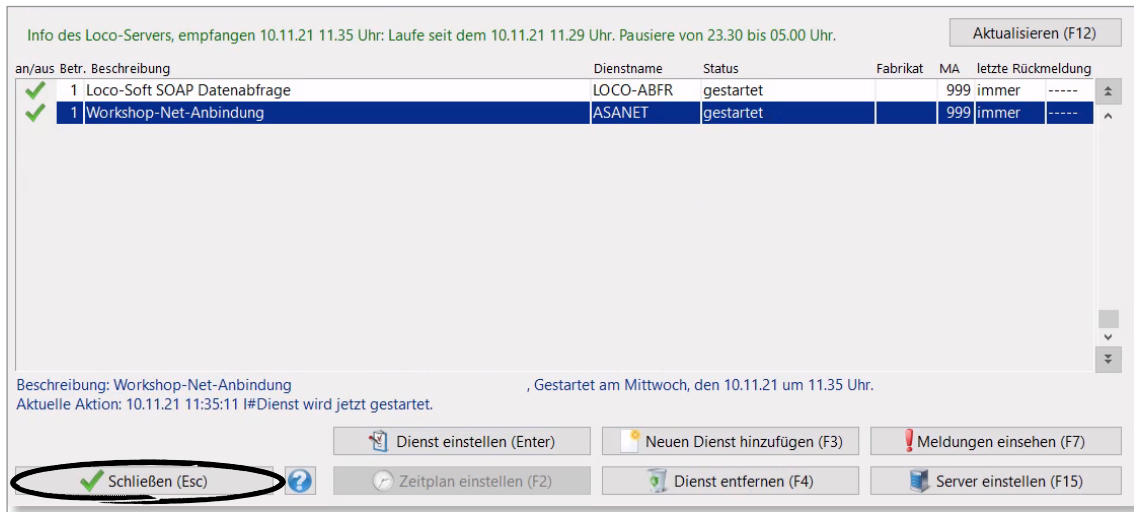 Info des Loco-Servers, empfangen 10.11.21 11.35 Uhr: Laufe seit dem 10.11.21 11.29 Uhr. Pausiere von 23.30 bis 05.00 Uhr. Aktualisieren (F12)
an/aus Betr. Beschreibung Dienstname Status Fabrikat MA letzte Rückmeldung
1 Loco-Soft SOAP Datenabfrage LOCO-ABFR gestartet 999 immer -----
1 Workshop-Net-Anbindung ASANET gestartet 999 immer -----
Beschreibung: Workshop-Net-Anbindung , Gestartet am Mittwoch, den 10.11.21 um 11.35 Uhr.
Aktuelle Aktion: 10.11.21 11:35:11 I#Dienst wird jetzt gestartet.
Dienst einstellen (Enter) Neuen Dienst hinzufügen (F3) Meldungen einsehen (F7)
Schließen (Esc) ? Zeitplan einstellen (F2) Dienst entfernen (F4) Server einstellen (F15)